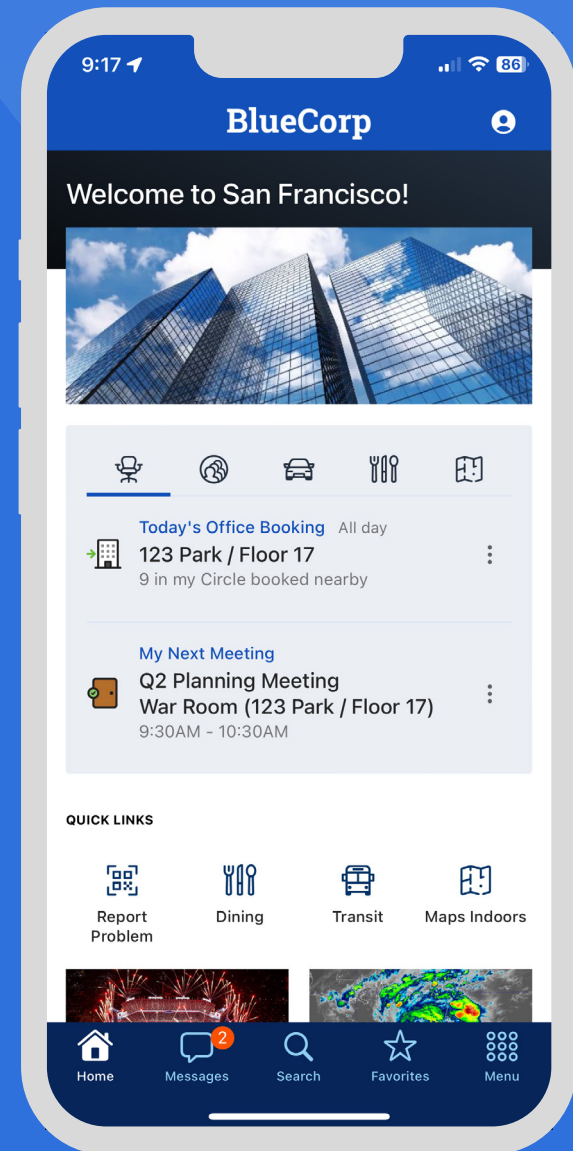 9:17
86
BlueCorp
Welcome to San Francisco!
Today's Office Booking All day
123 Park / Floor 17
9 in my Circle booked nearby
My Next Meeting
Q2 Planning Meeting
War Room (123 Park / Floor 17)
9:30AM - 10:30AM
QUICK LINKS
Report
Problem
Dining
Transit
Maps Indoors
2
Home
Messages
Search
Favorites
Menu